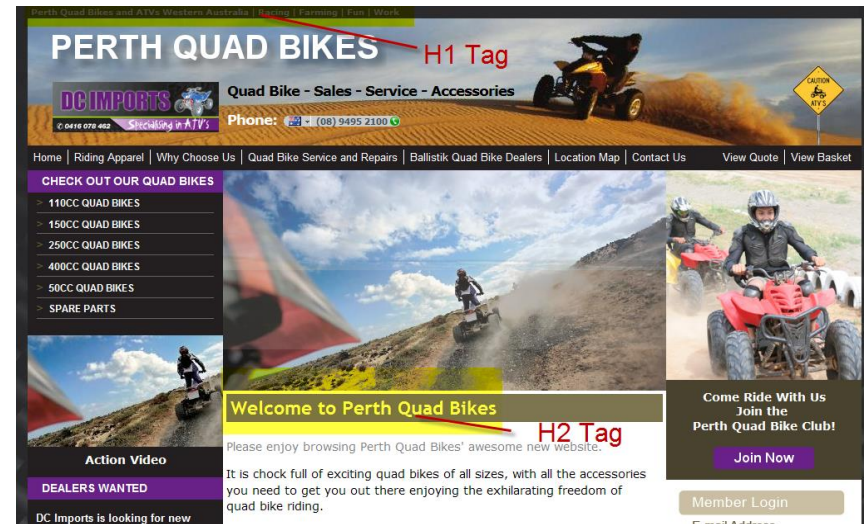 Perth Quad Bikes and ATVs Western Australia | Racing | Farming | Fun | Work
PERTH QUAD BIKES
H1 Tag
DC IMPORTS
✆ 0416 078 462 Specialising in ATV's
Quad Bike - Sales - Service - Accessories
Phone: (08) 9495 2100
CAUTION
ATV'S
Home | Riding Apparel | Why Choose Us | Quad Bike Service and Repairs | Ballistik Quad Bike Dealers | Location Map | Contact Us View Quote | View Basket
CHECK OUT OUR QUAD BIKES
> 110CC QUAD BIKES
> 150CC QUAD BIKES
> 250CC QUAD BIKES
> 400CC QUAD BIKES
> 50CC QUAD BIKES
> SPARE PARTS
Action Video
DEALERS WANTED
DC Imports is looking for new
Welcome to Perth Quad Bikes
H2 Tag
Please enjoy browsing Perth Quad Bikes' awesome new website.
It is chock full of exciting quad bikes of all sizes, with all the accessories
you need to get you out there enjoying the exhilarating freedom of
quad bike riding.
Come Ride With Us
Join the
Perth Quad Bike Club!
Join Now
Member Login
E-mail Address